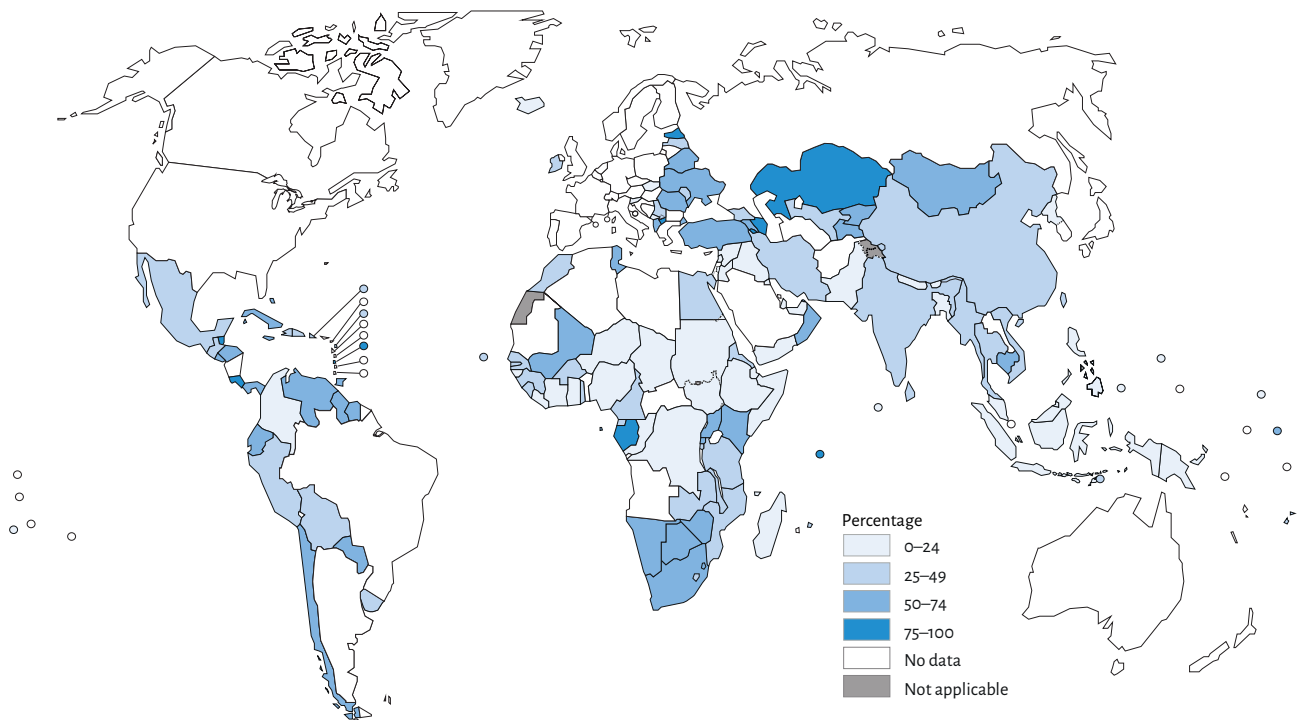 Percentage
0–24
25–49
50–74
75–100
No data
Not applicable